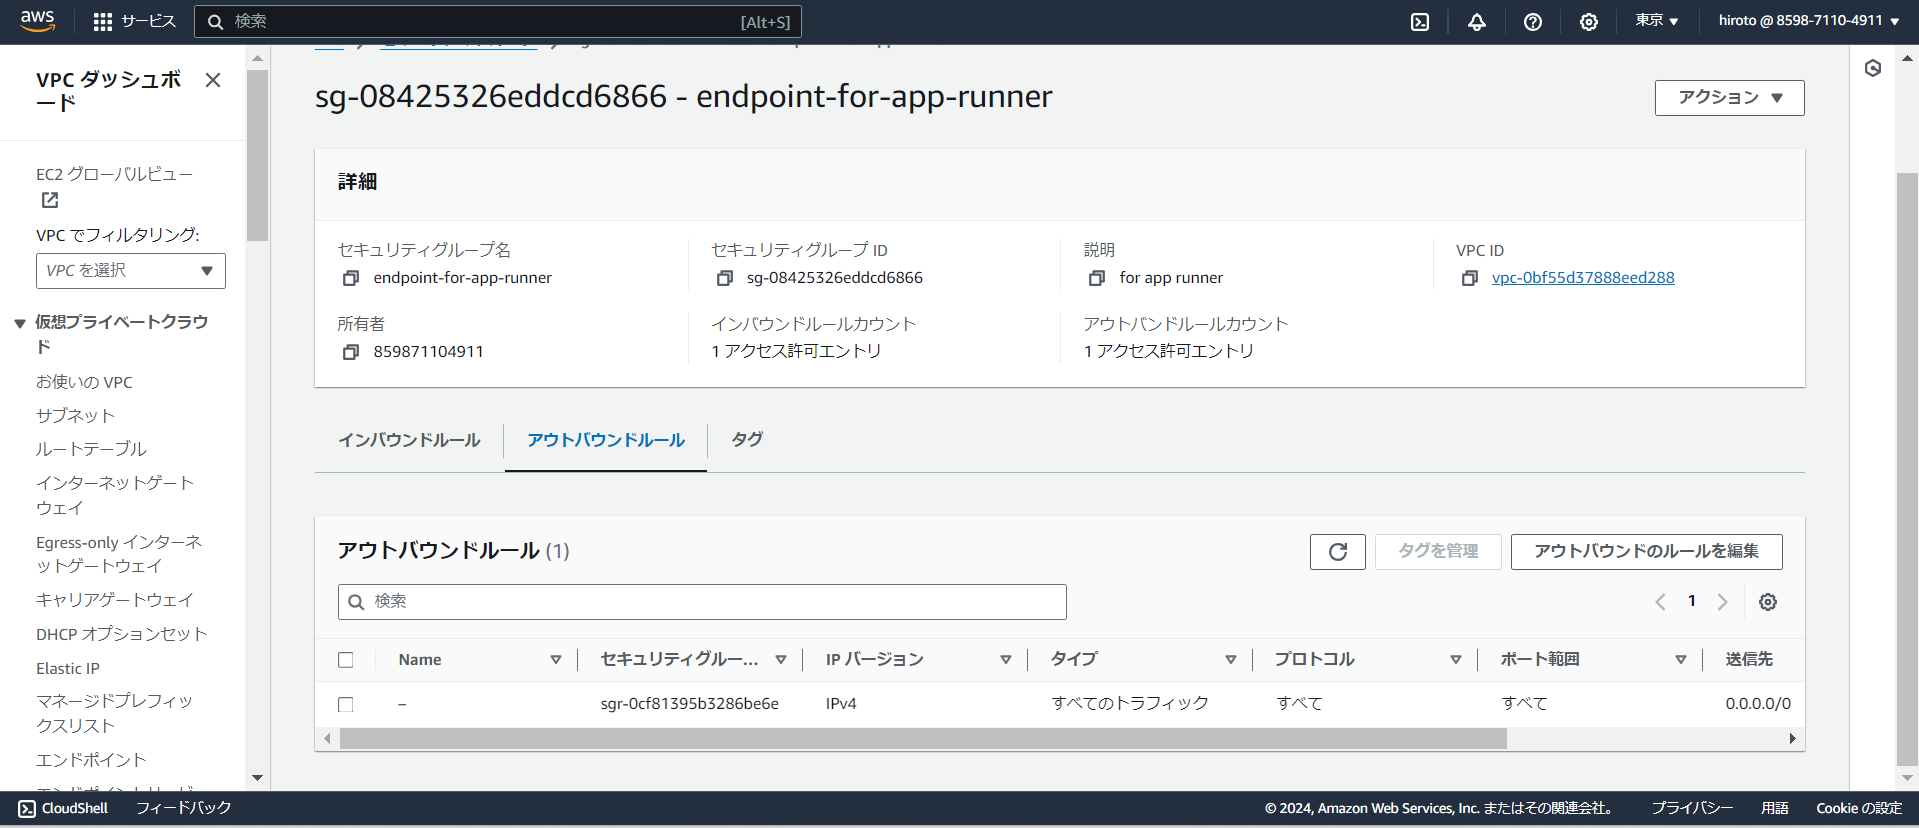 aws
サービス
検索
[Alt+S]
東京
hiroto @ 8598-7110-4911
VPC ダッシュボ
ード
EC2 グローバルビュー
VPC でフィルタリング:
VPC を選択
仮想プライベートクラウ
ド
お使いの VPC
サブネット
ルートテーブル
インターネットゲート
ウェイ
Egress-only インターネ
ットゲートウェイ
キャリアゲートウェイ
DHCP オプションセット
Elastic IP
マネージドプレフィッ
クスリスト
エンドポイント
sg-08425326eddcd6866 - endpoint-for-app-runner
アクション
詳細
セキュリティグループ名
endpoint-for-app-runner
セキュリティグループ ID
sg-08425326eddcd6866
説明
for app runner
VPC ID
vpc-0bf55d37888eed288
所有者
859871104911
インバウンドルールカウント
1 アクセス許可エントリ
アウトバンドルールカウント
1 アクセス許可エントリ
インバウンドルール
アウトバウンドルール
タグ
アウトバウンドルール (1)
タグを管理
アウトバウンドのルールを編集
検索
1
Name
セキュリティグルー...
IP バージョン
タイプ
プロトコル
ポート範囲
送信先
–
sgr-0cf81395b3286be6e
IPv4
すべてのトラフィック
すべて
すべて
0.0.0.0/0
CloudShell
フィードバック
© 2024, Amazon Web Services, Inc. またはその関連会社。
プライバシー
用語
Cookie の設定